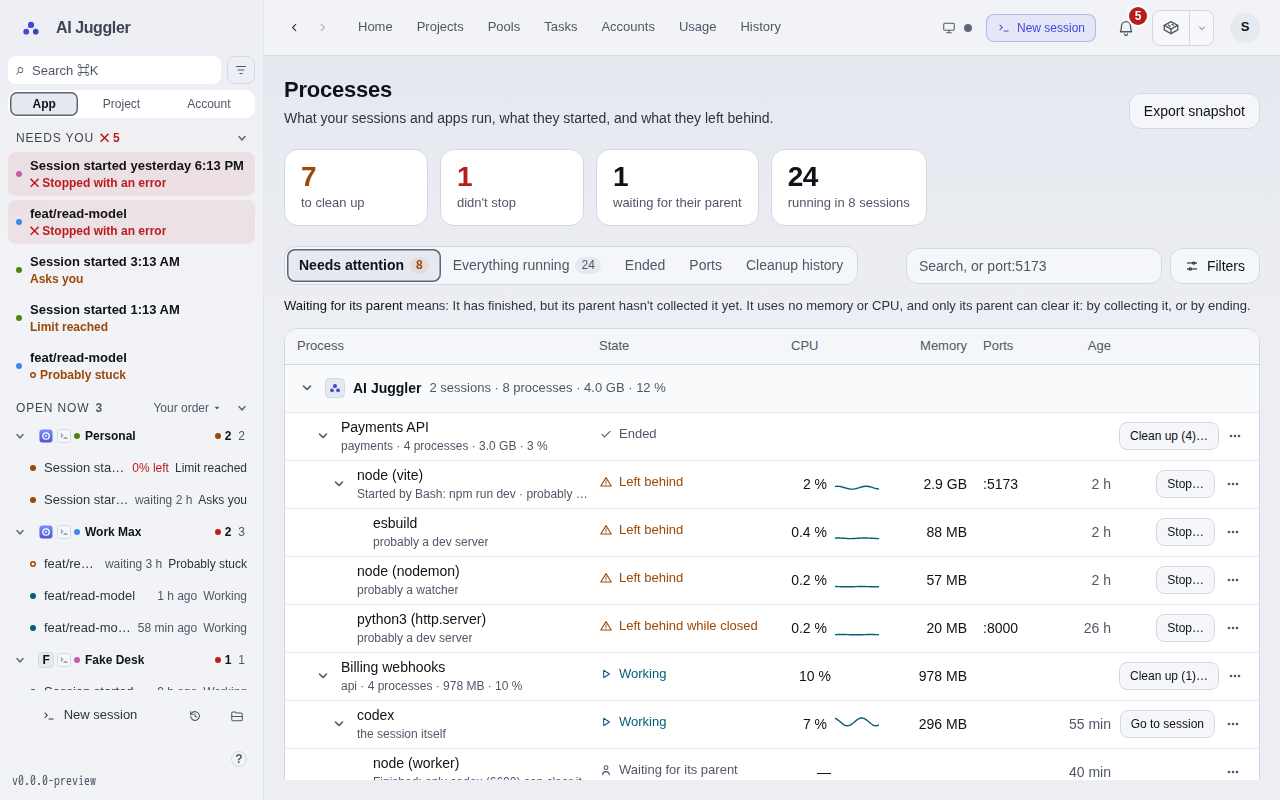 AI Juggler
Search ⌘K
App Project Account
NEEDS YOU 5
Session started yesterday 6:13 PM
Stopped with an error
feat/read-model
Stopped with an error
Session started 3:13 AM
Asks you
Session started 1:13 AM
Limit reached
feat/read-model
Probably stuck
OPEN NOW 3 Your order
Personal 2 2
Session sta… 0% left Limit reached
Session star… waiting 2 h Asks you
Work Max 2 3
feat/re… waiting 3 h Probably stuck
feat/read-model 1 h ago Working
feat/read-mo… 58 min ago Working
F Fake Desk 1 1
New session
?
v0.0.0-preview
Home Projects Pools Tasks Accounts Usage History
New session
5
S
Processes
What your sessions and apps run, what they started, and what they left behind.
Export snapshot
7
to clean up
1
didn't stop
1
waiting for their parent
24
running in 8 sessions
Needs attention 8 Everything running 24 Ended Ports Cleanup history
Search, or port:5173
Filters
Waiting for its parent means: It has finished, but its parent hasn't collected it yet. It uses no memory or CPU, and only its parent can clear it: by collecting it, or by ending.
Process State CPU Memory Ports Age
AI Juggler 2 sessions · 8 processes · 4.0 GB · 12 %
Payments API
payments · 4 processes · 3.0 GB · 3 %
Ended
Clean up (4)…
node (vite)
Started by Bash: npm run dev · probably …
Left behind 2 % 2.9 GB :5173 2 h Stop…
esbuild
probably a dev server
Left behind 0.4 % 88 MB 2 h Stop…
node (nodemon)
probably a watcher
Left behind 0.2 % 57 MB 2 h Stop…
python3 (http.server)
probably a dev server
Left behind while closed 0.2 % 20 MB :8000 26 h Stop…
Billing webhooks
api · 4 processes · 978 MB · 10 %
Working 10 % 978 MB Clean up (1)…
codex
the session itself
Working 7 % 296 MB 55 min Go to session
node (worker)
Waiting for its parent — 40 min